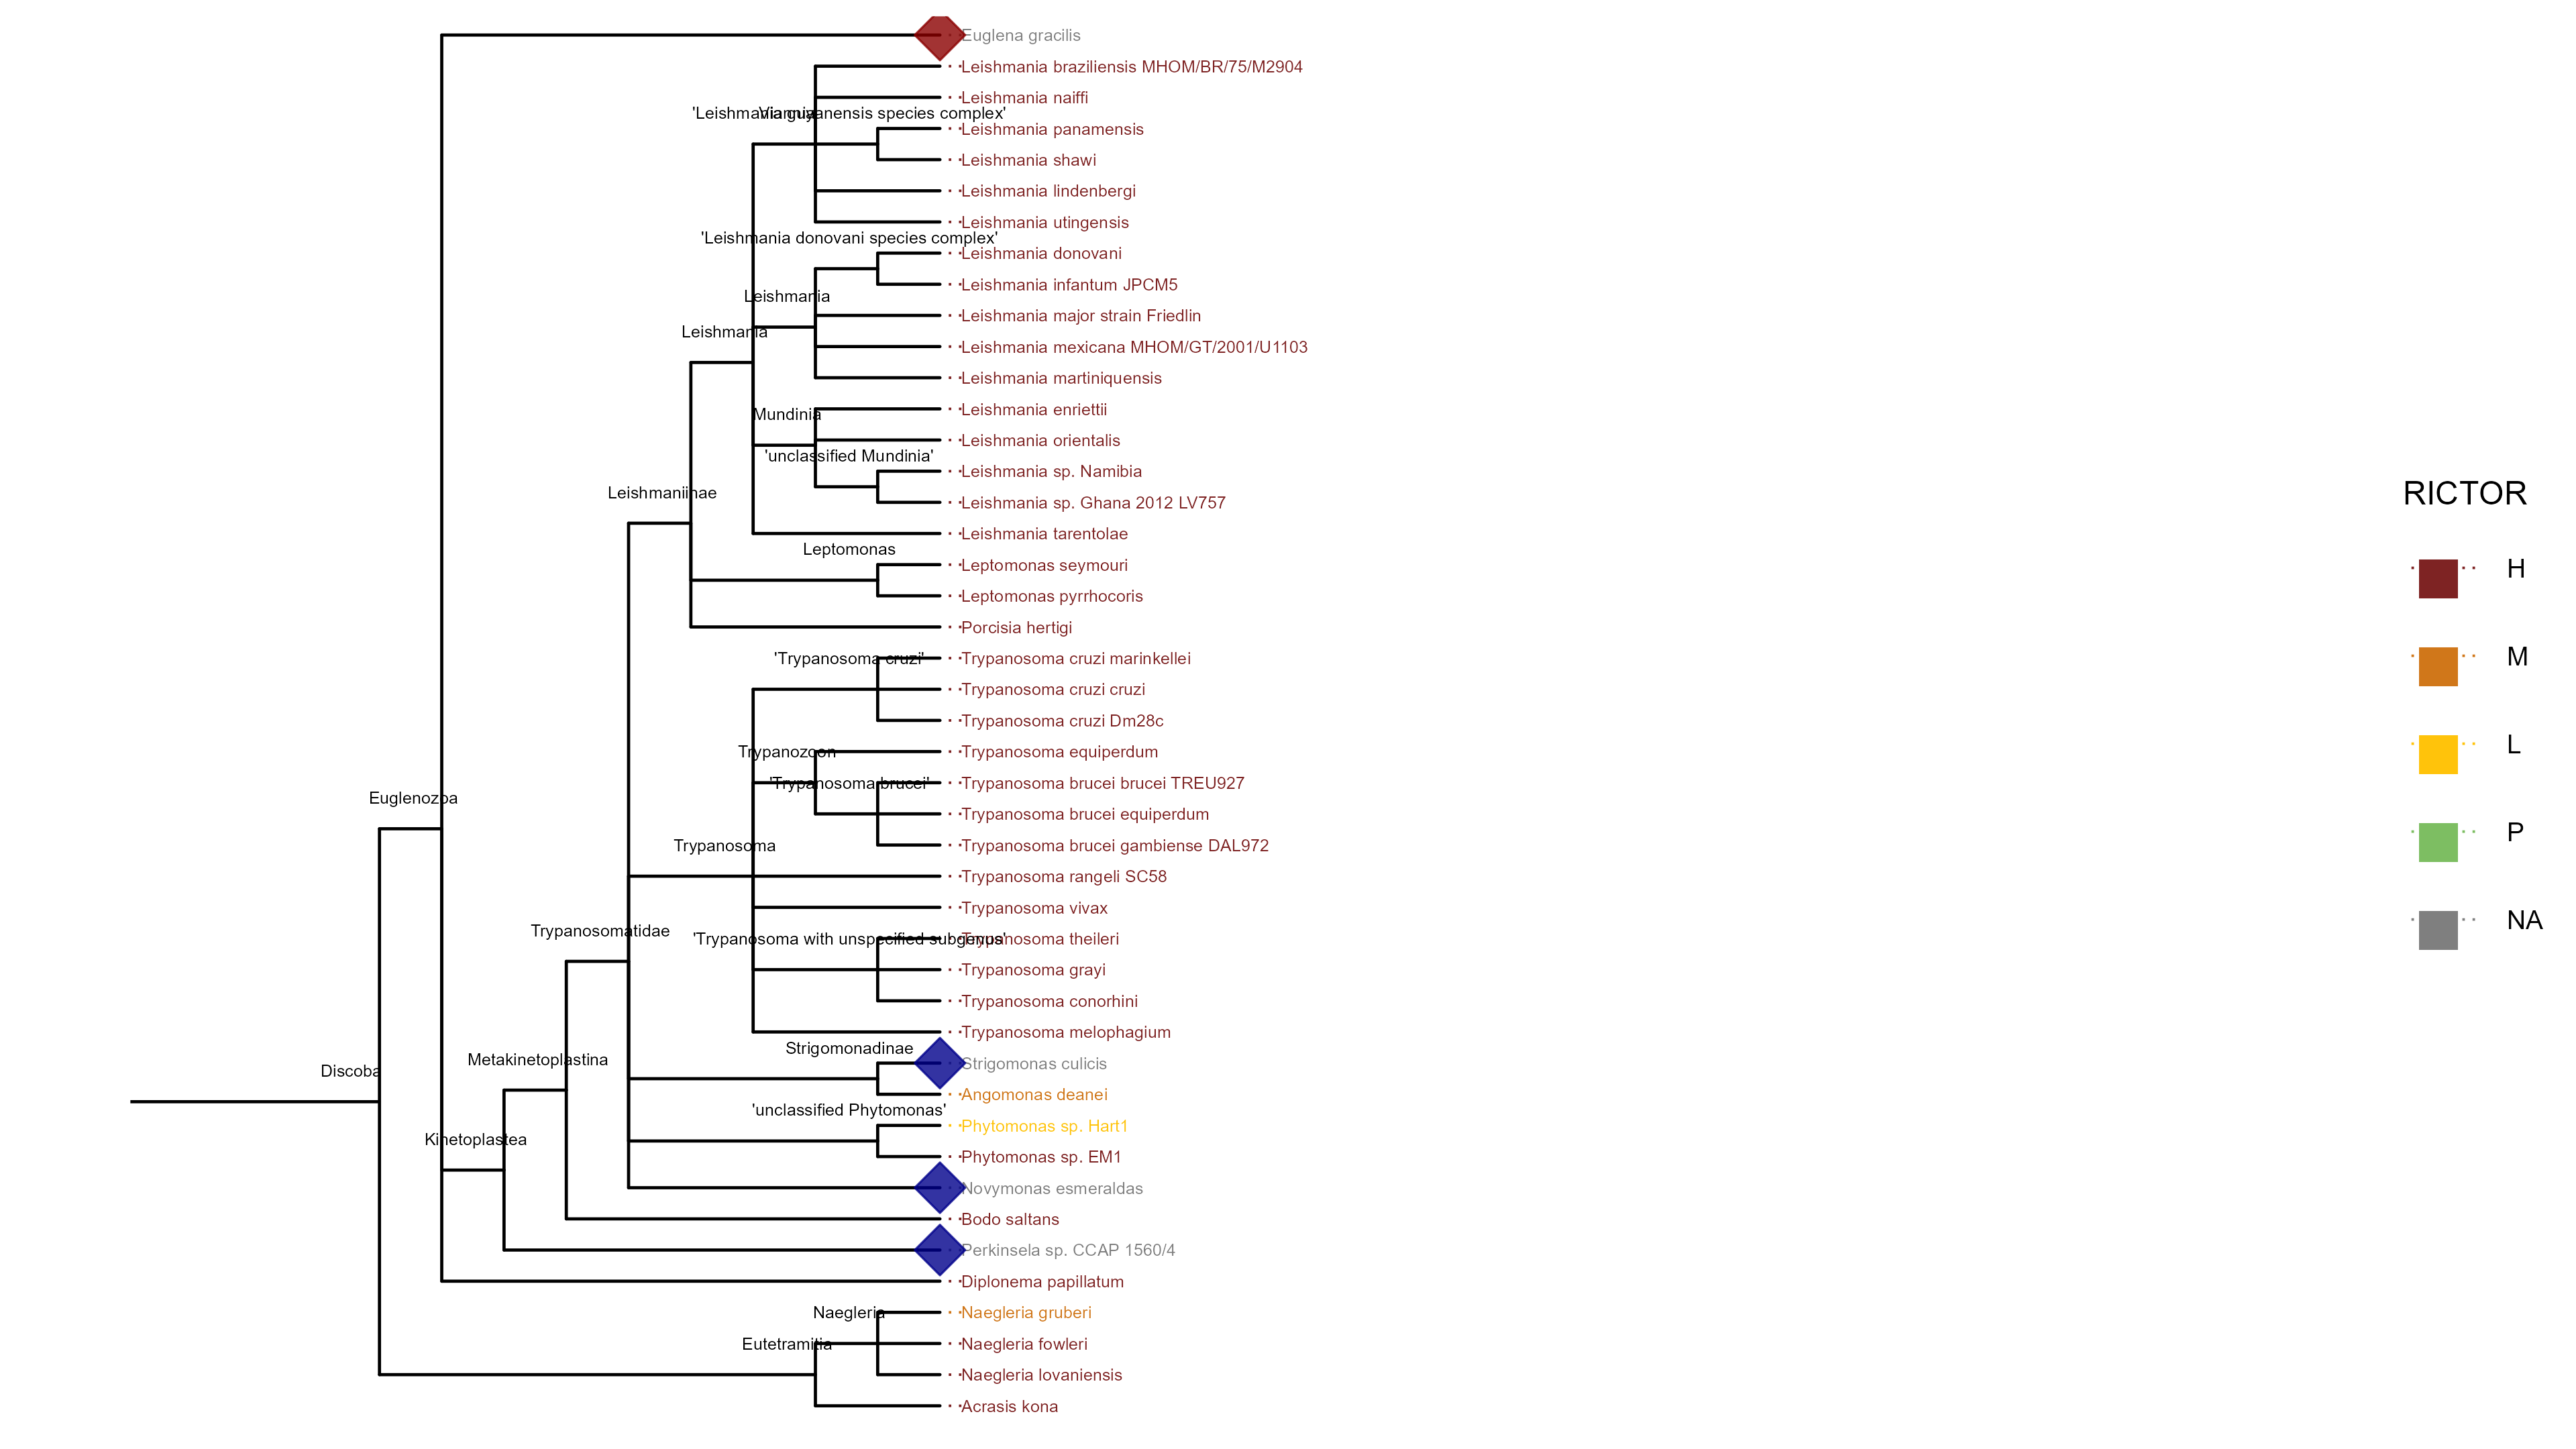 Euglena gracilis
Leishmania braziliensis MHOM/BR/75/M2904
Leishmania naiffi
'Leishmania guyanensis species complex'
Viannia
Leishmania panamensis
Leishmania shawi
Leishmania lindenbergi
Leishmania utingensis
'Leishmania donovani species complex'
Leishmania donovani
Leishmania infantum JPCM5
Leishmania
Leishmania major strain Friedlin
Leishmania
Leishmania mexicana MHOM/GT/2001/U1103
Leishmania martiniquensis
Mundinia
Leishmania enriettii
Leishmania orientalis
'unclassified Mundinia'
Leishmania sp. Namibia
Leishmaniinae
Leishmania sp. Ghana 2012 LV757
Leishmania tarentolae
Leptomonas
Leptomonas seymouri
Leptomonas pyrrhocoris
Porcisia hertigi
'Trypanosoma cruzi'
Trypanosoma cruzi marinkellei
Trypanosoma cruzi cruzi
Trypanosoma cruzi Dm28c
Trypanozoon
Trypanosoma equiperdum
'Trypanosoma brucei'
Trypanosoma brucei brucei TREU927
Euglenozoa
Trypanosoma brucei equiperdum
Trypanosoma
Trypanosoma brucei gambiense DAL972
Trypanosoma rangeli SC58
Trypanosoma vivax
Trypanosomatidae
'Trypanosoma with unspecified subgenus'
Trypanosoma theileri
Trypanosoma grayi
Trypanosoma conorhini
Trypanosoma melophagium
Strigomonadinae
Metakinetoplastina
Strigomonas culicis
Discoba
Angomonas deanei
'unclassified Phytomonas'
Phytomonas sp. Hart1
Kinetoplastea
Phytomonas sp. EM1
Novymonas esmeraldas
Bodo saltans
Perkinsela sp. CCAP 1560/4
Diplonema papillatum
Naegleria
Naegleria gruberi
Eutetramitia
Naegleria fowleri
Naegleria lovaniensis
Acrasis kona
RICTOR
H
M
L
P
NA